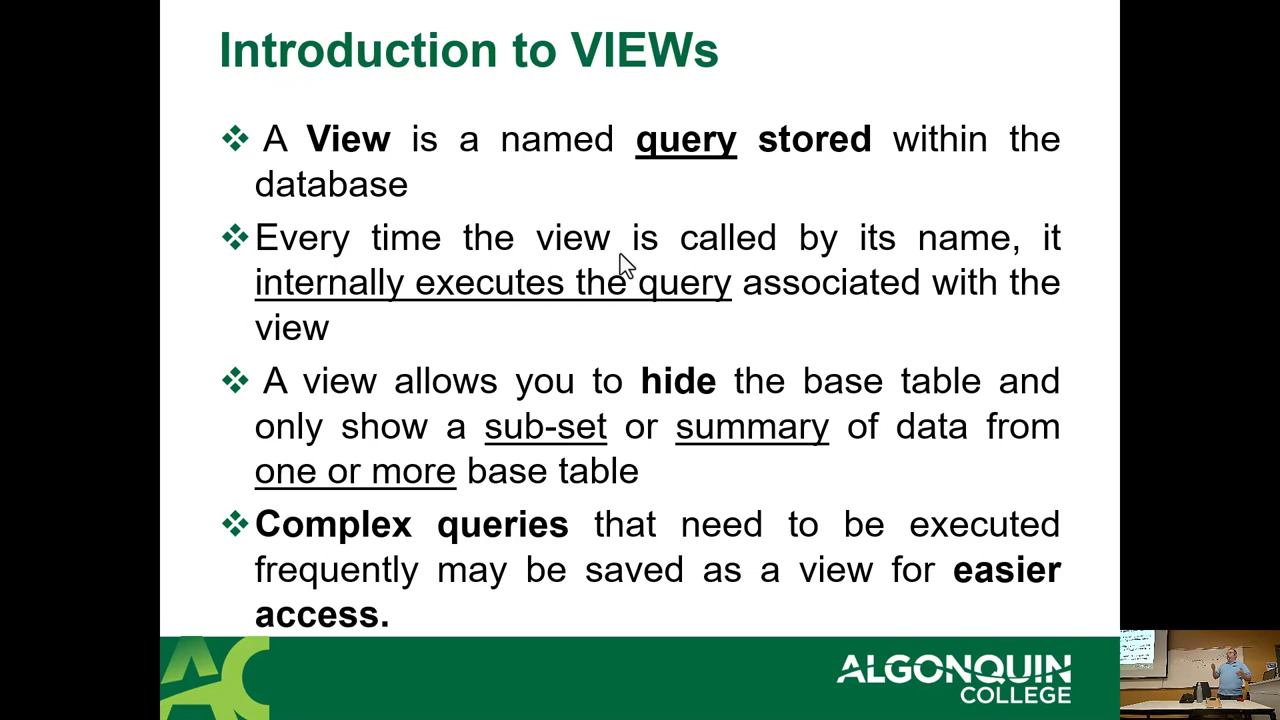 Introduction to VIEWs
❖ A View is a named query stored within the
database
❖ Every time the view is called by its name, it
internally executes the query associated with the
view
❖ A view allows you to hide the base table and
only show a sub-set or summary of data from
one or more base table
❖ Complex queries that need to be executed
frequently may be saved as a view for easier
access.
AC
ALGONQUIN
COLLEGE